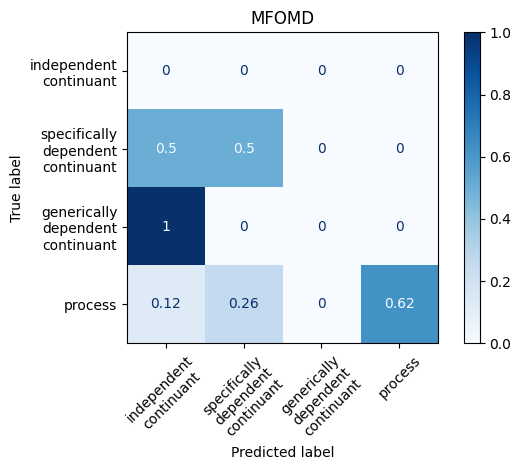 MFOMD
True label
independent
continuant
0 0 0 0
specifically
dependent
continuant
0.5 0.5 0 0
generically
dependent
continuant
1 0 0 0
process
0.12 0.26 0 0.62
independent
continuant
specifically
dependent
continuant
generically
dependent
continuant
process
Predicted label
1.0
0.8
0.6
0.4
0.2
0.0